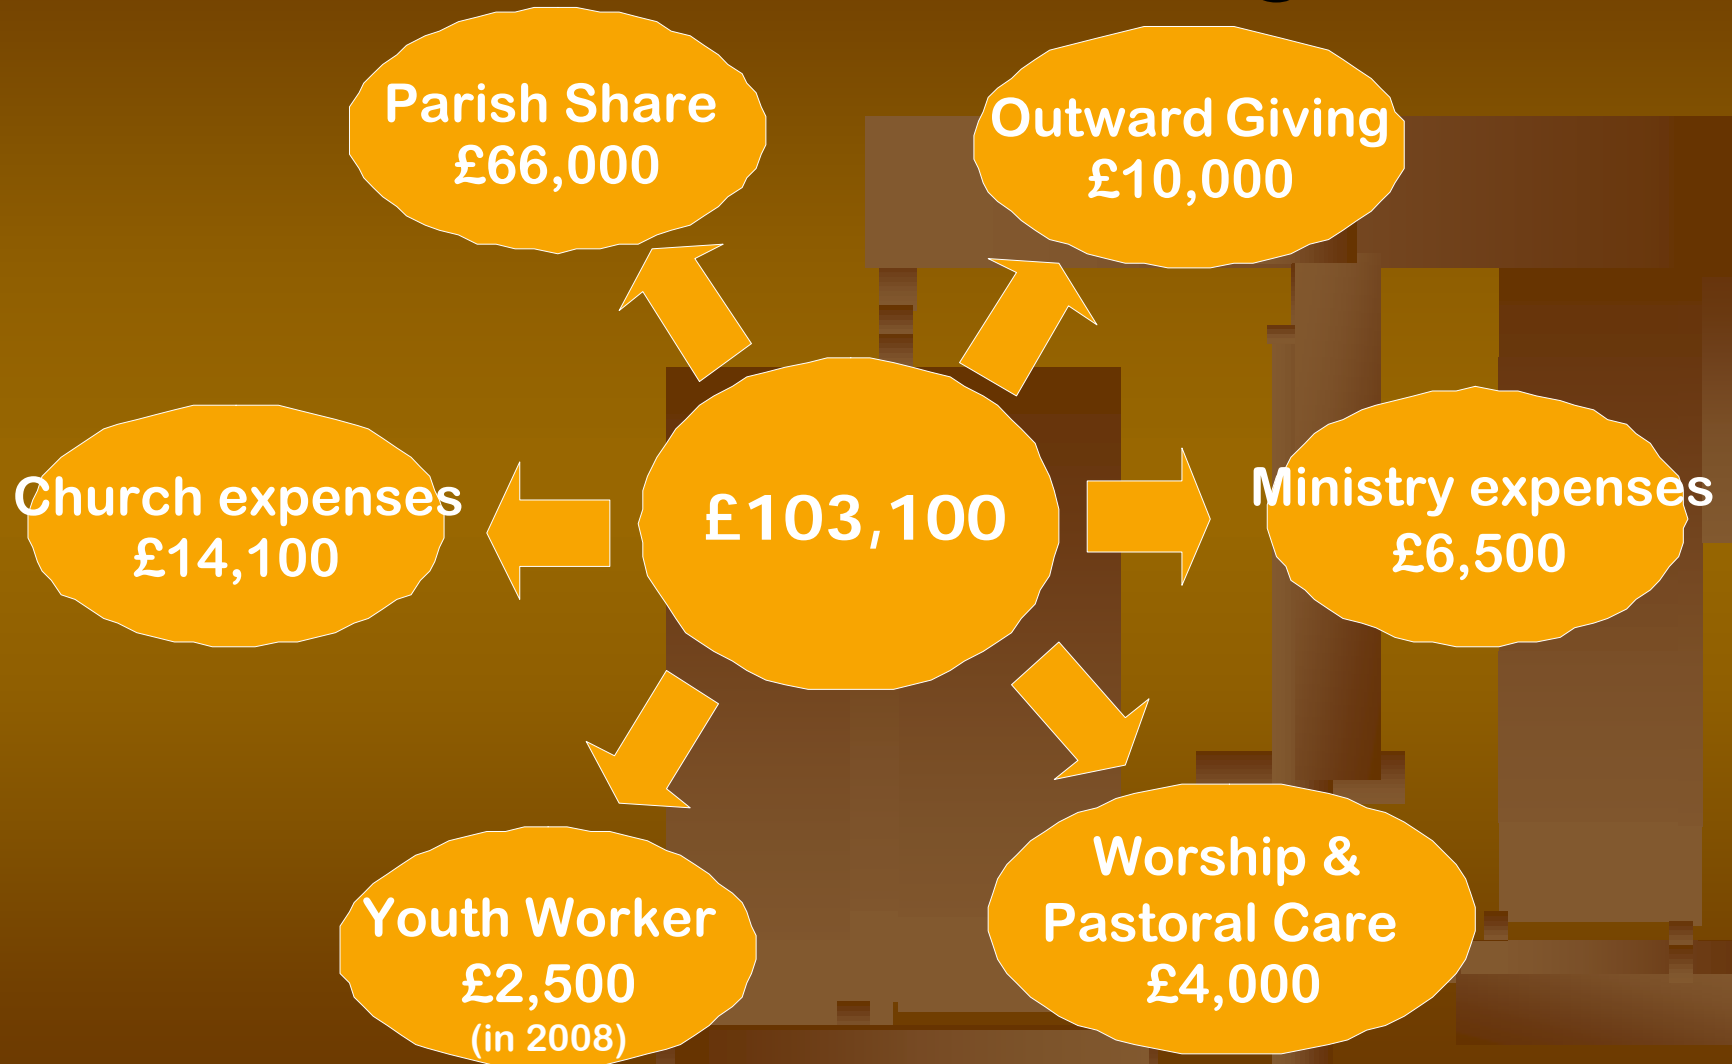 Parish Share
£66,000
Outward Giving
£10,000
Church expenses
£14,100
£103,100
Ministry expenses
£6,500
Youth Worker
£2,500
(in 2008)
Worship &
Pastoral Care
£4,000